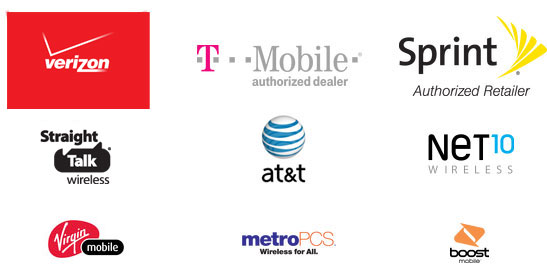 verizon
T··Mobile·®
authorized dealer
Sprint
Authorized Retailer
Straight
Talk
wireless
at&t
NET10
WIRELESS
Virgin
mobile
metroPCS.
Wireless for All.
boost
mobile